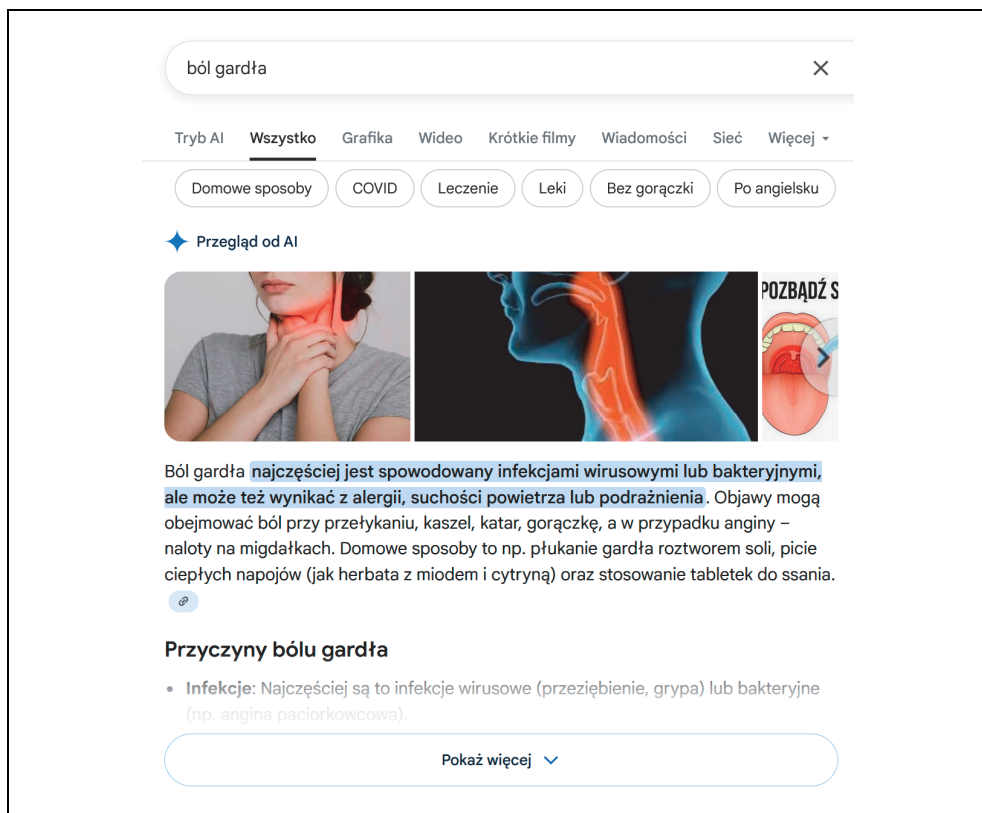 ból gardła
Tryb AI Wszystko Grafika Wideo Krótkie filmy Wiadomości Sieć Więcej
Domowe sposoby COVID Leczenie Leki Bez gorączki Po angielsku
Przegląd od AI
POZBĄDŹ S
Ból gardła najczęściej jest spowodowany infekcjami wirusowymi lub bakteryjnymi,
ale może też wynikać z alergii, suchości powietrza lub podrażnienia. Objawy mogą
obejmować ból przy przełykaniu, kaszel, katar, gorączkę, a w przypadku anginy –
naloty na migdałkach. Domowe sposoby to np. płukanie gardła roztworem soli, picie
ciepłych napojów (jak herbata z miodem i cytryną) oraz stosowanie tabletek do ssania.
Przyczyny bólu gardła
• Infekcje: Najczęściej są to infekcje wirusowe (przeziębienie, grypa) lub bakteryjne
(np. angina paciorkowcowa).
Pokaż więcej